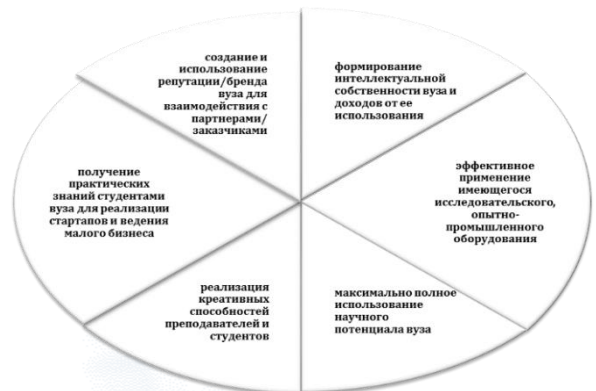 создание и
использование
репутации/бренда
вуза для
взаимодействия с
партнерами/
заказчиками
формирование
интеллектуальной
собственности вуза и
доходов от ее
использования
эффективное
применение
имеющегося
исследовательского,
опытно-
промышленного
оборудования
максимально полное
использование
научного
потенциала вуза
реализация
креативных
способностей
преподавателей и
студентов
получение
практических
знаний студентами
вуза для реализации
стартапов и ведения
малого бизнеса